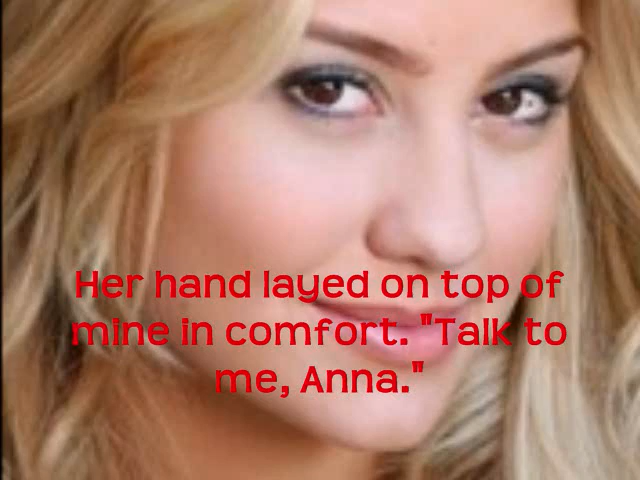 Her hand layed on top of
mine in comfort. "Talk to
me, Anna."